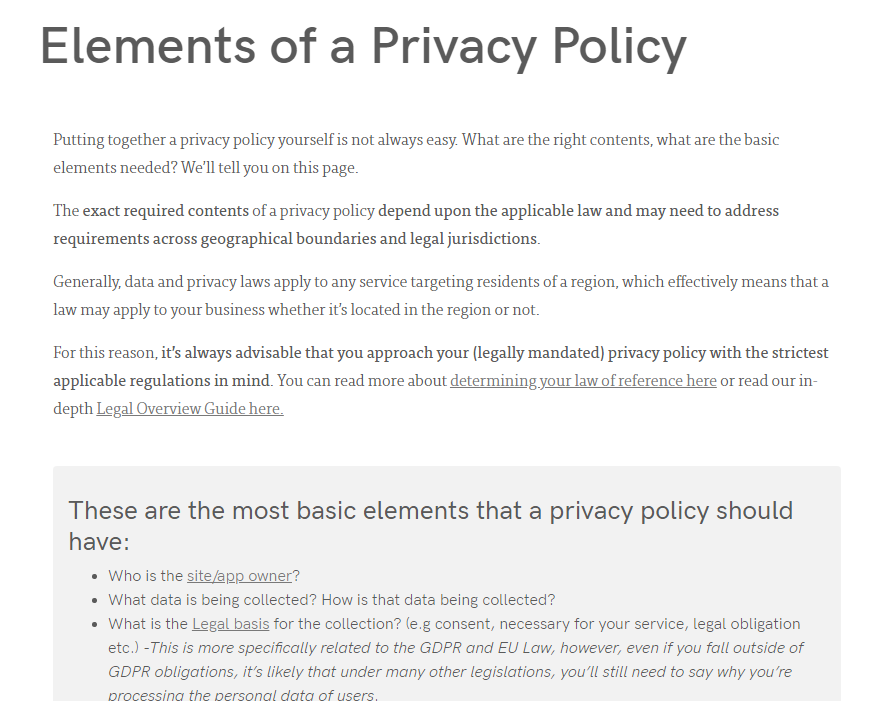 Elements of a Privacy Policy
Putting together a privacy policy yourself is not always easy. What are the right contents, what are the basic
elements needed? We’ll tell you on this page.
The exact required contents of a privacy policy depend upon the applicable law and may need to address
requirements across geographical boundaries and legal jurisdictions.
Generally, data and privacy laws apply to any service targeting residents of a region, which effectively means that a
law may apply to your business whether it’s located in the region or not.
For this reason, it’s always advisable that you approach your (legally mandated) privacy policy with the strictest
applicable regulations in mind. You can read more about determining your law of reference here or read our in-
depth Legal Overview Guide here.
These are the most basic elements that a privacy policy should
have:
• Who is the site/app owner?
• What data is being collected? How is that data being collected?
• What is the Legal basis for the collection? (e.g consent, necessary for your service, legal obligation
etc.) -This is more specifically related to the GDPR and EU Law, however, even if you fall outside of
GDPR obligations, it’s likely that under many other legislations, you’ll still need to say why you’re
processing the personal data of users.